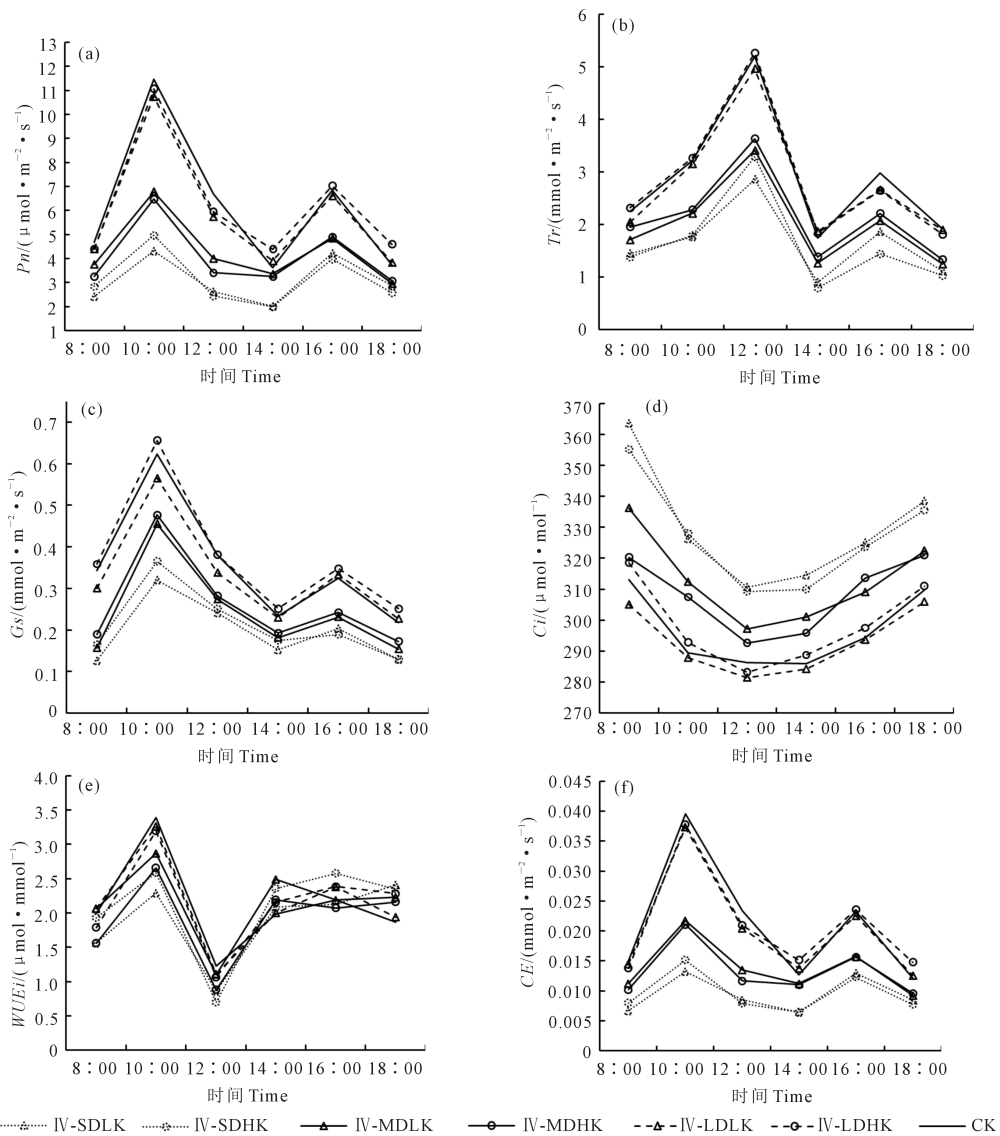 (a)
Pn/(μmol•m⁻²•s⁻¹)
13
12
11
10
9
8
7
6
5
4
3
2
1
8∶00 10∶00 12∶00 14∶00 16∶00 18∶00
时间 Time
(b)
Tr/(mmol•m⁻²•s⁻¹)
6
5
4
3
2
1
0
8∶00 10∶00 12∶00 14∶00 16∶00 18∶00
时间 Time
(c)
Gs/(mmol•m⁻²•s⁻¹)
0.7
0.6
0.5
0.4
0.3
0.2
0.1
0
8∶00 10∶00 12∶00 14∶00 16∶00 18∶00
时间 Time
(d)
Ci/(μmol•mol⁻¹)
370
360
350
340
330
320
310
300
290
280
270
8∶00 10∶00 12∶00 14∶00 16∶00 18∶00
时间 Time
(e)
WUEi/(μmol•mmol⁻¹)
4.0
3.5
3.0
2.5
2.0
1.5
1.0
0.5
0
8∶00 10∶00 12∶00 14∶00 16∶00 18∶00
时间 Time
(f)
CE/(mmol•m⁻²•s⁻¹)
0.045
0.040
0.035
0.030
0.025
0.020
0.015
0.010
0.005
0
8∶00 10∶00 12∶00 14∶00 16∶00 18∶00
时间 Time
Ⅳ-SDLK Ⅳ-SDHK Ⅳ-MDLK Ⅳ-MDHK Ⅳ-LDLK Ⅳ-LDHK CK